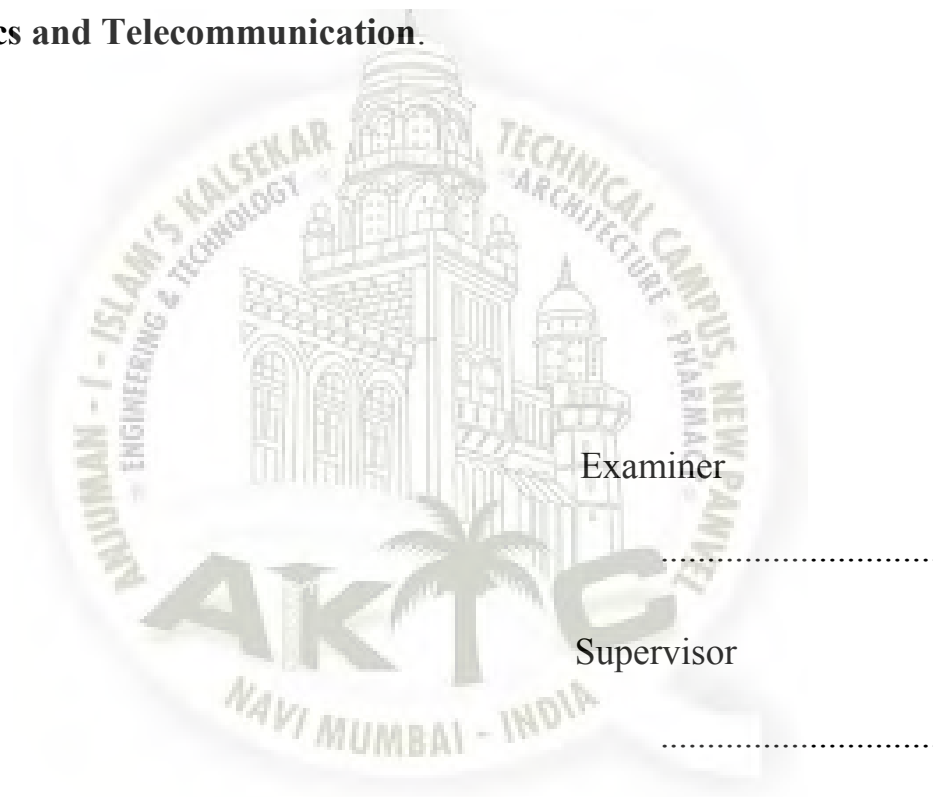 cs and Telecommunication.
ANJUMAN - I - ISLAM'S KALSEKAR TECHNICAL CAMPUS, NEW PANVEL
ENGINEERING & TECHNOLOGY ARCHITECTURE PHARMACY
Examiner
..............................
AKTC
Supervisor
NAVI MUMBAI - INDIA
..............................